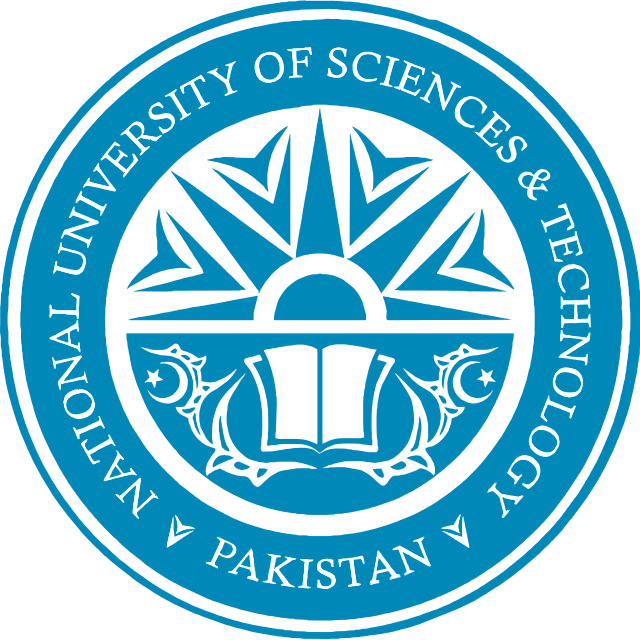 NATIONAL UNIVERSITY OF SCIENCES & TECHNOLOGY
PAKISTAN